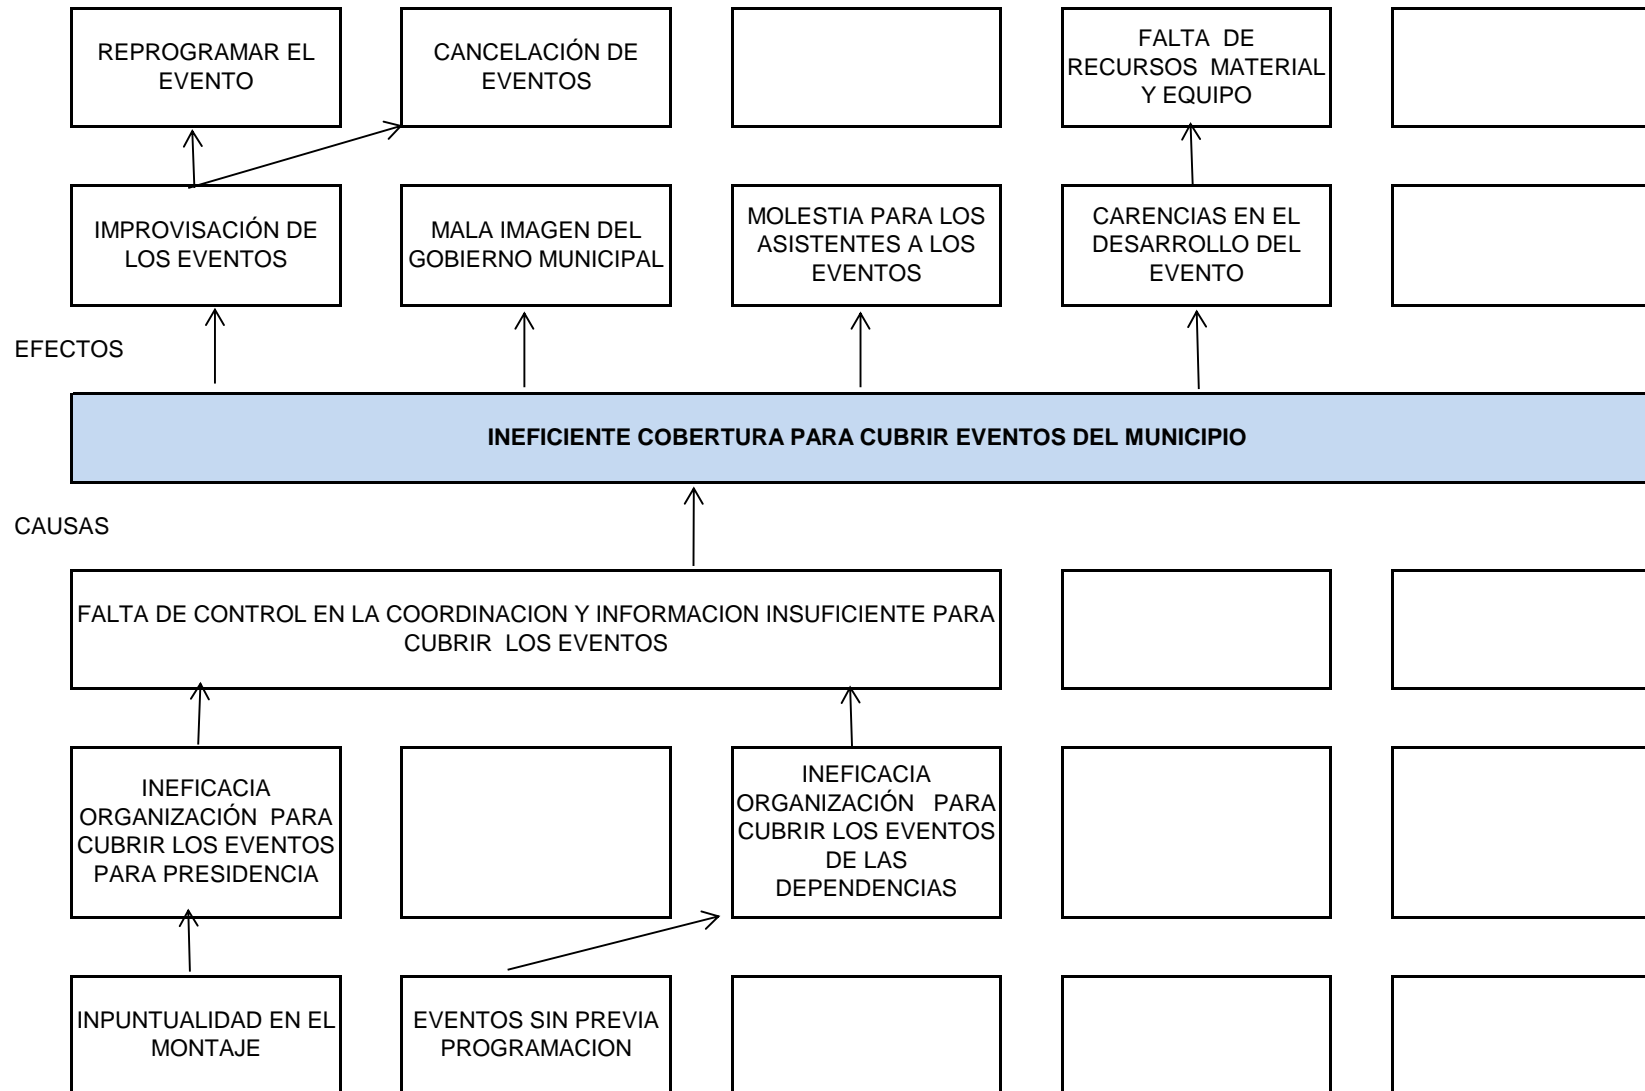 REPROGRAMAR EL
EVENTO
CANCELACIÓN DE
EVENTOS
FALTA DE
RECURSOS MATERIAL
Y EQUIPO
IMPROVISACIÓN DE
LOS EVENTOS
MALA IMAGEN DEL
GOBIERNO MUNICIPAL
MOLESTIA PARA LOS
ASISTENTES A LOS
EVENTOS
CARENCIAS EN EL
DESARROLLO DEL
EVENTO
EFECTOS
INEFICIENTE COBERTURA PARA CUBRIR EVENTOS DEL MUNICIPIO
CAUSAS
FALTA DE CONTROL EN LA COORDINACION Y INFORMACION INSUFICIENTE PARA
CUBRIR LOS EVENTOS
INEFICACIA
ORGANIZACIÓN PARA
CUBRIR LOS EVENTOS
PARA PRESIDENCIA
INEFICACIA
ORGANIZACIÓN PARA
CUBRIR LOS EVENTOS
DE LAS
DEPENDENCIAS
INPUNTUALIDAD EN EL
MONTAJE
EVENTOS SIN PREVIA
PROGRAMACION